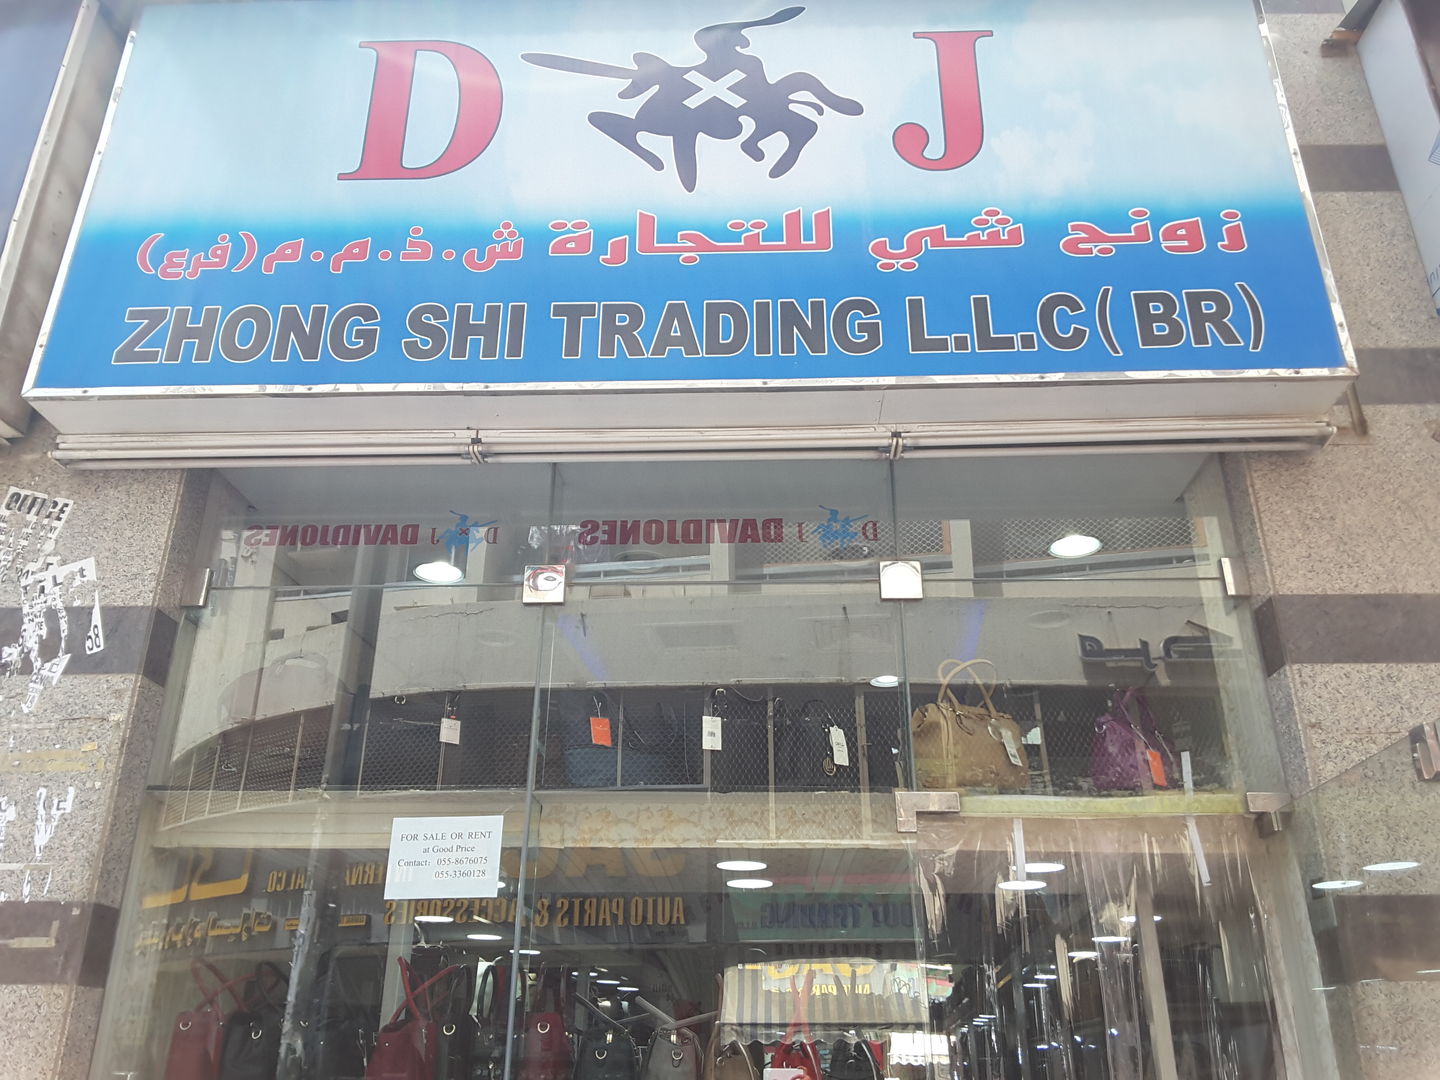 D J
زونج شي للتجارة ش.ذ.م.م.(فرع)
ZHONG SHI TRADING L.L.C(BR)
DAVIDJONES D J
DAVIDJONES J D
FOR SALE OR RENT
at Good Price
Contact: 055-8676075
055-3360128
AUTO PARTS & ACCESSORIES
TRADING